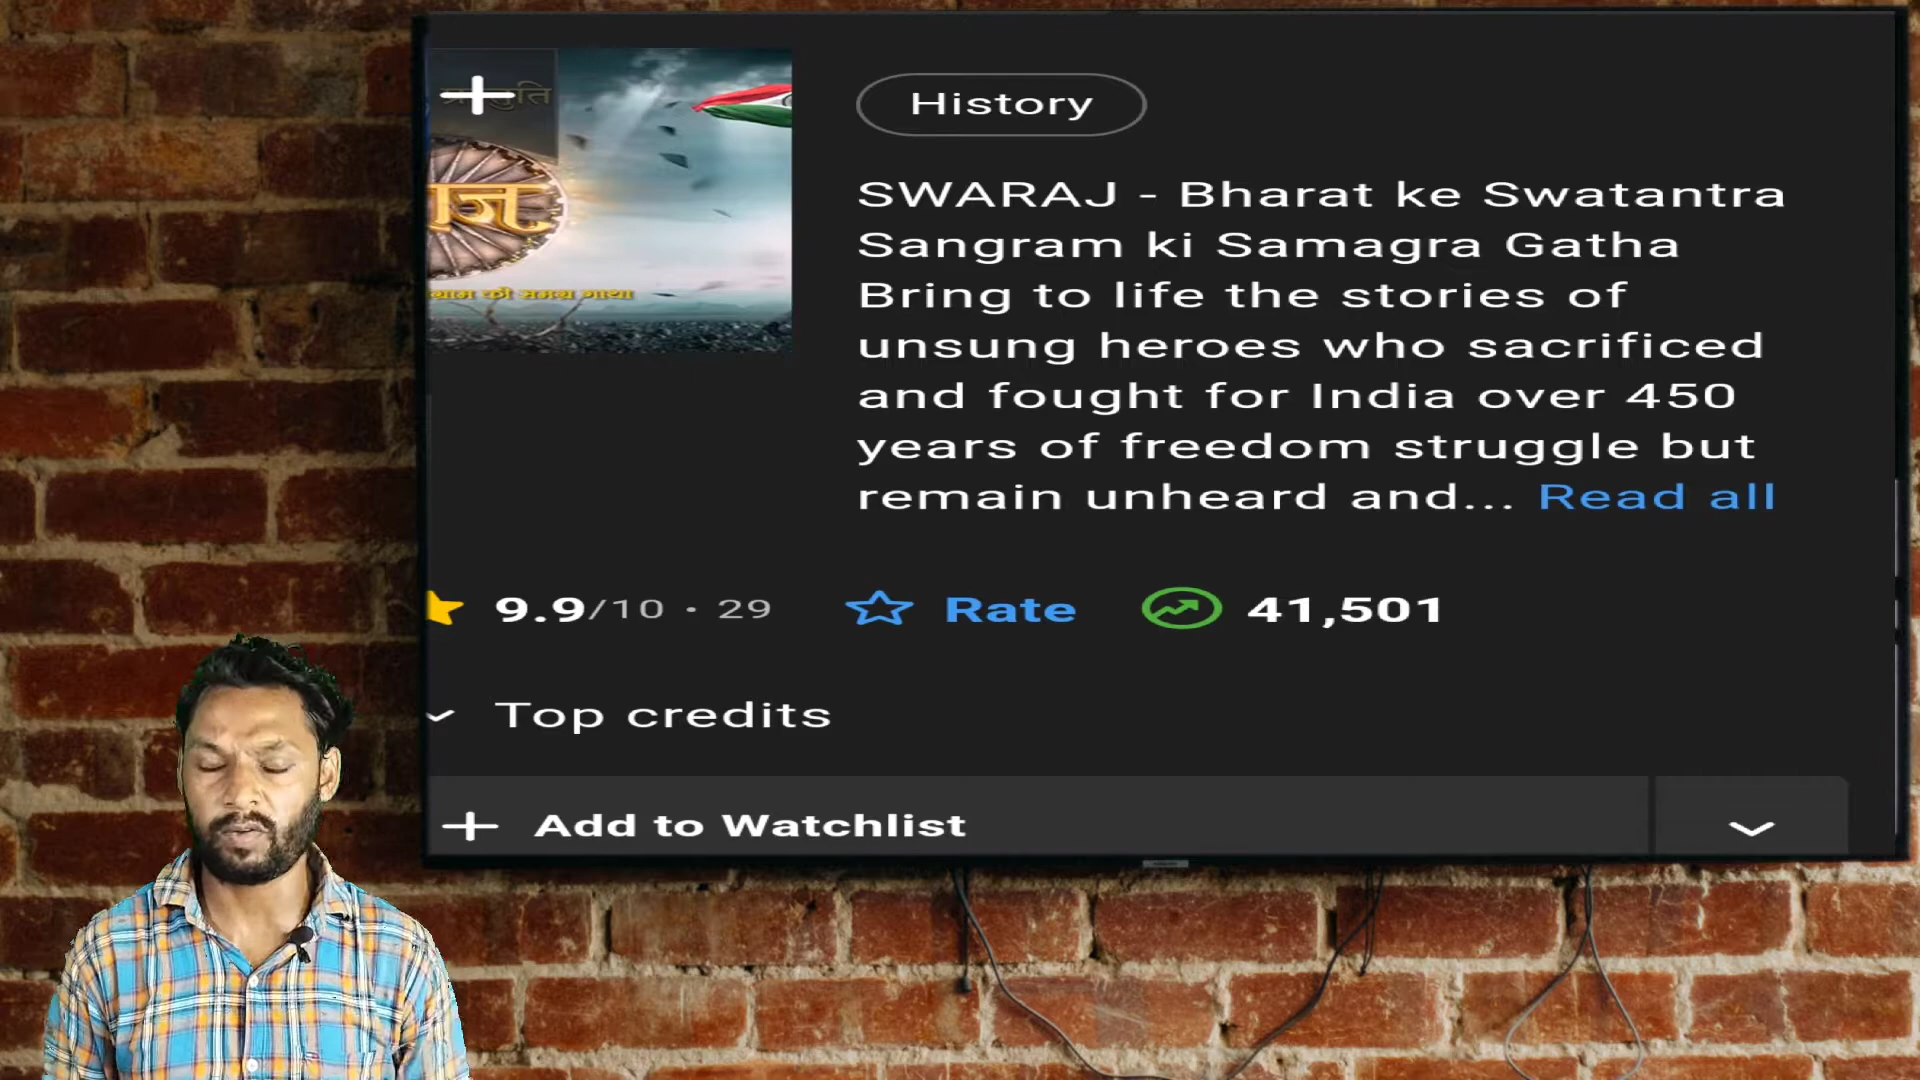 History
SWARAJ - Bharat ke Swatantra
Sangram ki Samagra Gatha
Bring to life the stories of
unsung heroes who sacrificed
and fought for India over 450
years of freedom struggle but
remain unheard and... Read all
ग्राम की समग्र गाथा
9.9/10 · 29 Rate 41,501
Top credits
Add to Watchlist